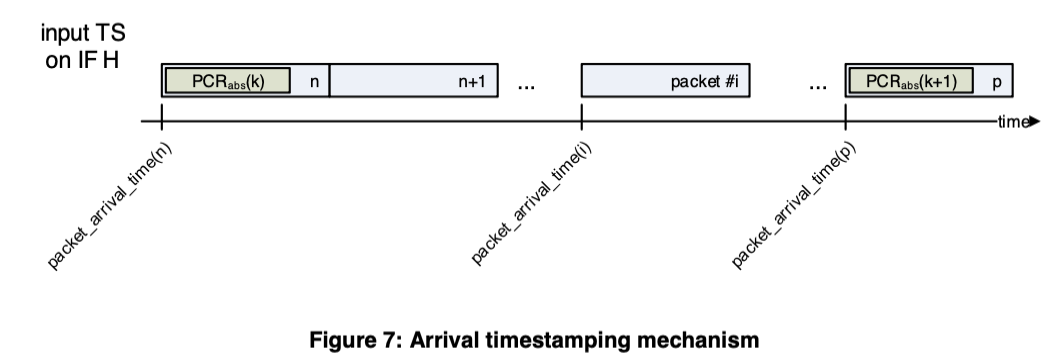 input TS
on IF H
PCRabs(k) n n+1 ... packet #i ... PCRabs(k+1) p
time
packet_arrival_time(n)
packet_arrival_time(i)
packet_arrival_time(p)
Figure 7: Arrival timestamping mechanism